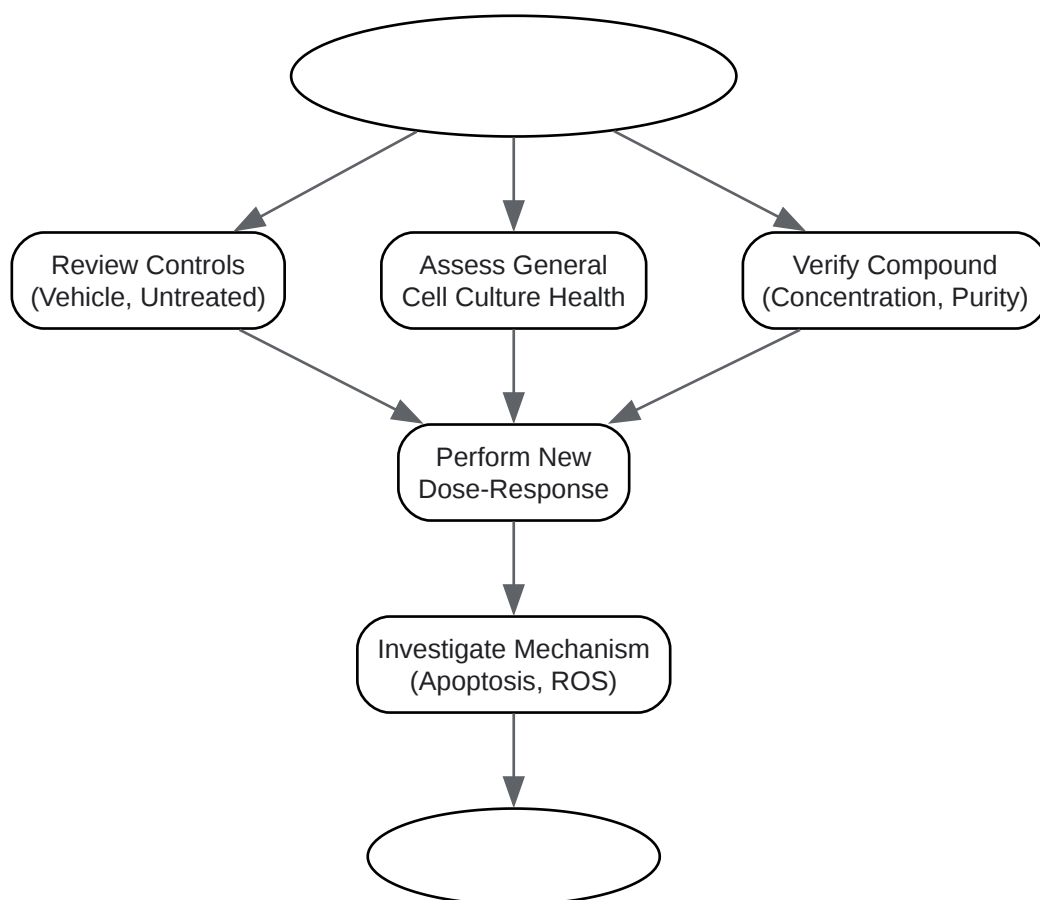 Review Controls
(Vehicle, Untreated)
Assess General
Cell Culture Health
Verify Compound
(Concentration, Purity)
Perform New
Dose-Response
Investigate Mechanism
(Apoptosis, ROS)